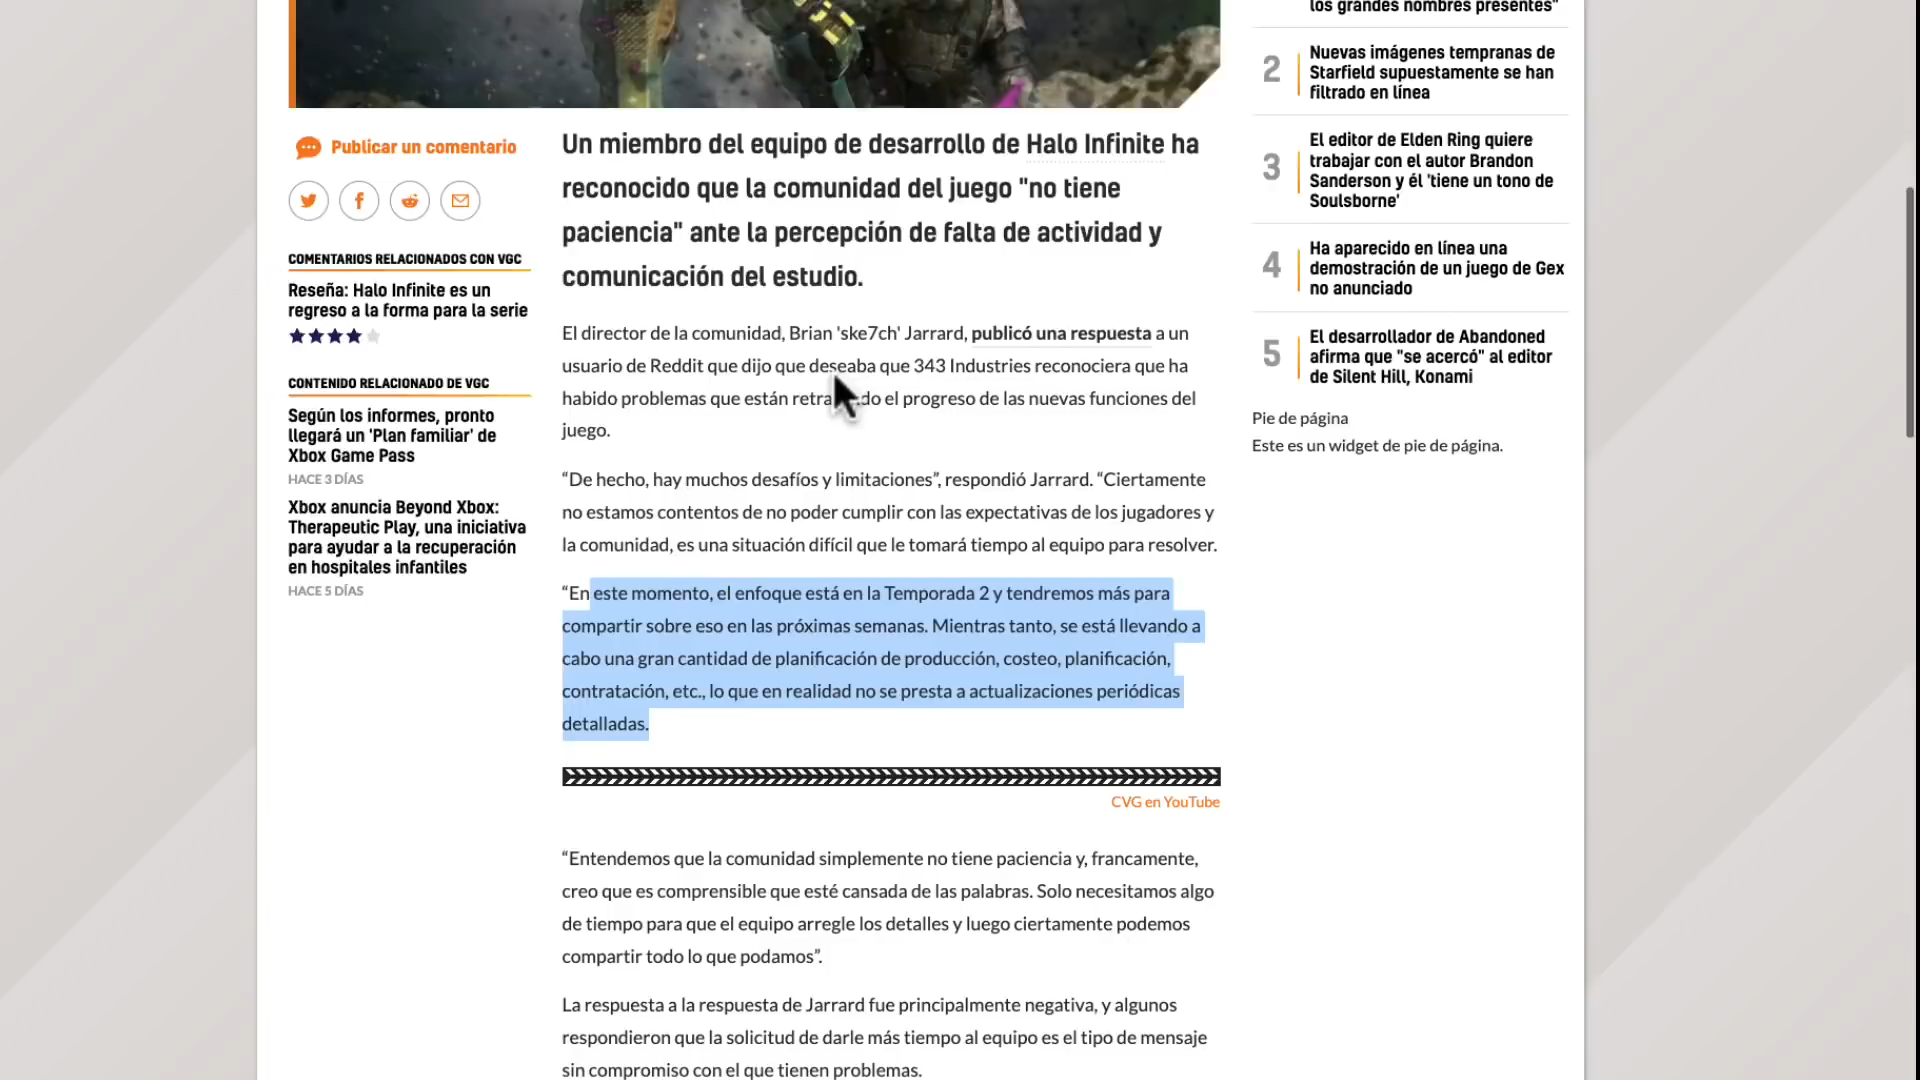 Publicar un comentario
COMENTARIOS RELACIONADOS CON VGC
Reseña: Halo Infinite es un
regreso a la forma para la serie
CONTENIDO RELACIONADO DE VGC
Según los informes, pronto
llegará un 'Plan familiar' de
Xbox Game Pass
HACE 3 DÍAS
Xbox anuncia Beyond Xbox:
Therapeutic Play, una iniciativa
para ayudar a la recuperación
en hospitales infantiles
HACE 5 DÍAS
Un miembro del equipo de desarrollo de Halo Infinite ha
reconocido que la comunidad del juego "no tiene
paciencia" ante la percepción de falta de actividad y
comunicación del estudio.
El director de la comunidad, Brian 'ske7ch' Jarrard, publicó una respuesta a un
usuario de Reddit que dijo que deseaba que 343 Industries reconociera que ha
habido problemas que están el progreso de las nuevas funciones del
juego.
“De hecho, hay muchos desafíos y limitaciones”, respondió Jarrard. “Ciertamente
no estamos contentos de no poder cumplir con las expectativas de los jugadores y
la comunidad, es una situación difícil que le tomará tiempo al equipo para resolver.
“En este momento, el enfoque está en la Temporada 2 y tendremos más para
compartir sobre eso en las próximas semanas. Mientras tanto, se está llevando a
cabo una gran cantidad de planificación de producción, costeo, planificación,
contratación, etc., lo que en realidad no se presta a actualizaciones periódicas
detalladas.
CVG en YouTube
“Entendemos que la comunidad simplemente no tiene paciencia y, francamente,
creo que es comprensible que esté cansada de las palabras. Solo necesitamos algo
de tiempo para que el equipo arregle los detalles y luego ciertamente podemos
compartir todo lo que podamos”.
La respuesta a la respuesta de Jarrard fue principalmente negativa, y algunos
respondieron que la solicitud de darle más tiempo al equipo es el tipo de mensaje
sin compromiso con el que tienen problemas.
los grandes nombres presentes"
2
Nuevas imágenes tempranas de
Starfield supuestamente se han
filtrado en línea
3
El editor de Elden Ring quiere
trabajar con el autor Brandon
Sanderson y él 'tiene un tono de
Soulsborne'
4
Ha aparecido en línea una
demostración de un juego de Gex
no anunciado
5
El desarrollador de Abandoned
afirma que "se acercó" al editor
de Silent Hill, Konami
Pie de página
Este es un widget de pie de página.